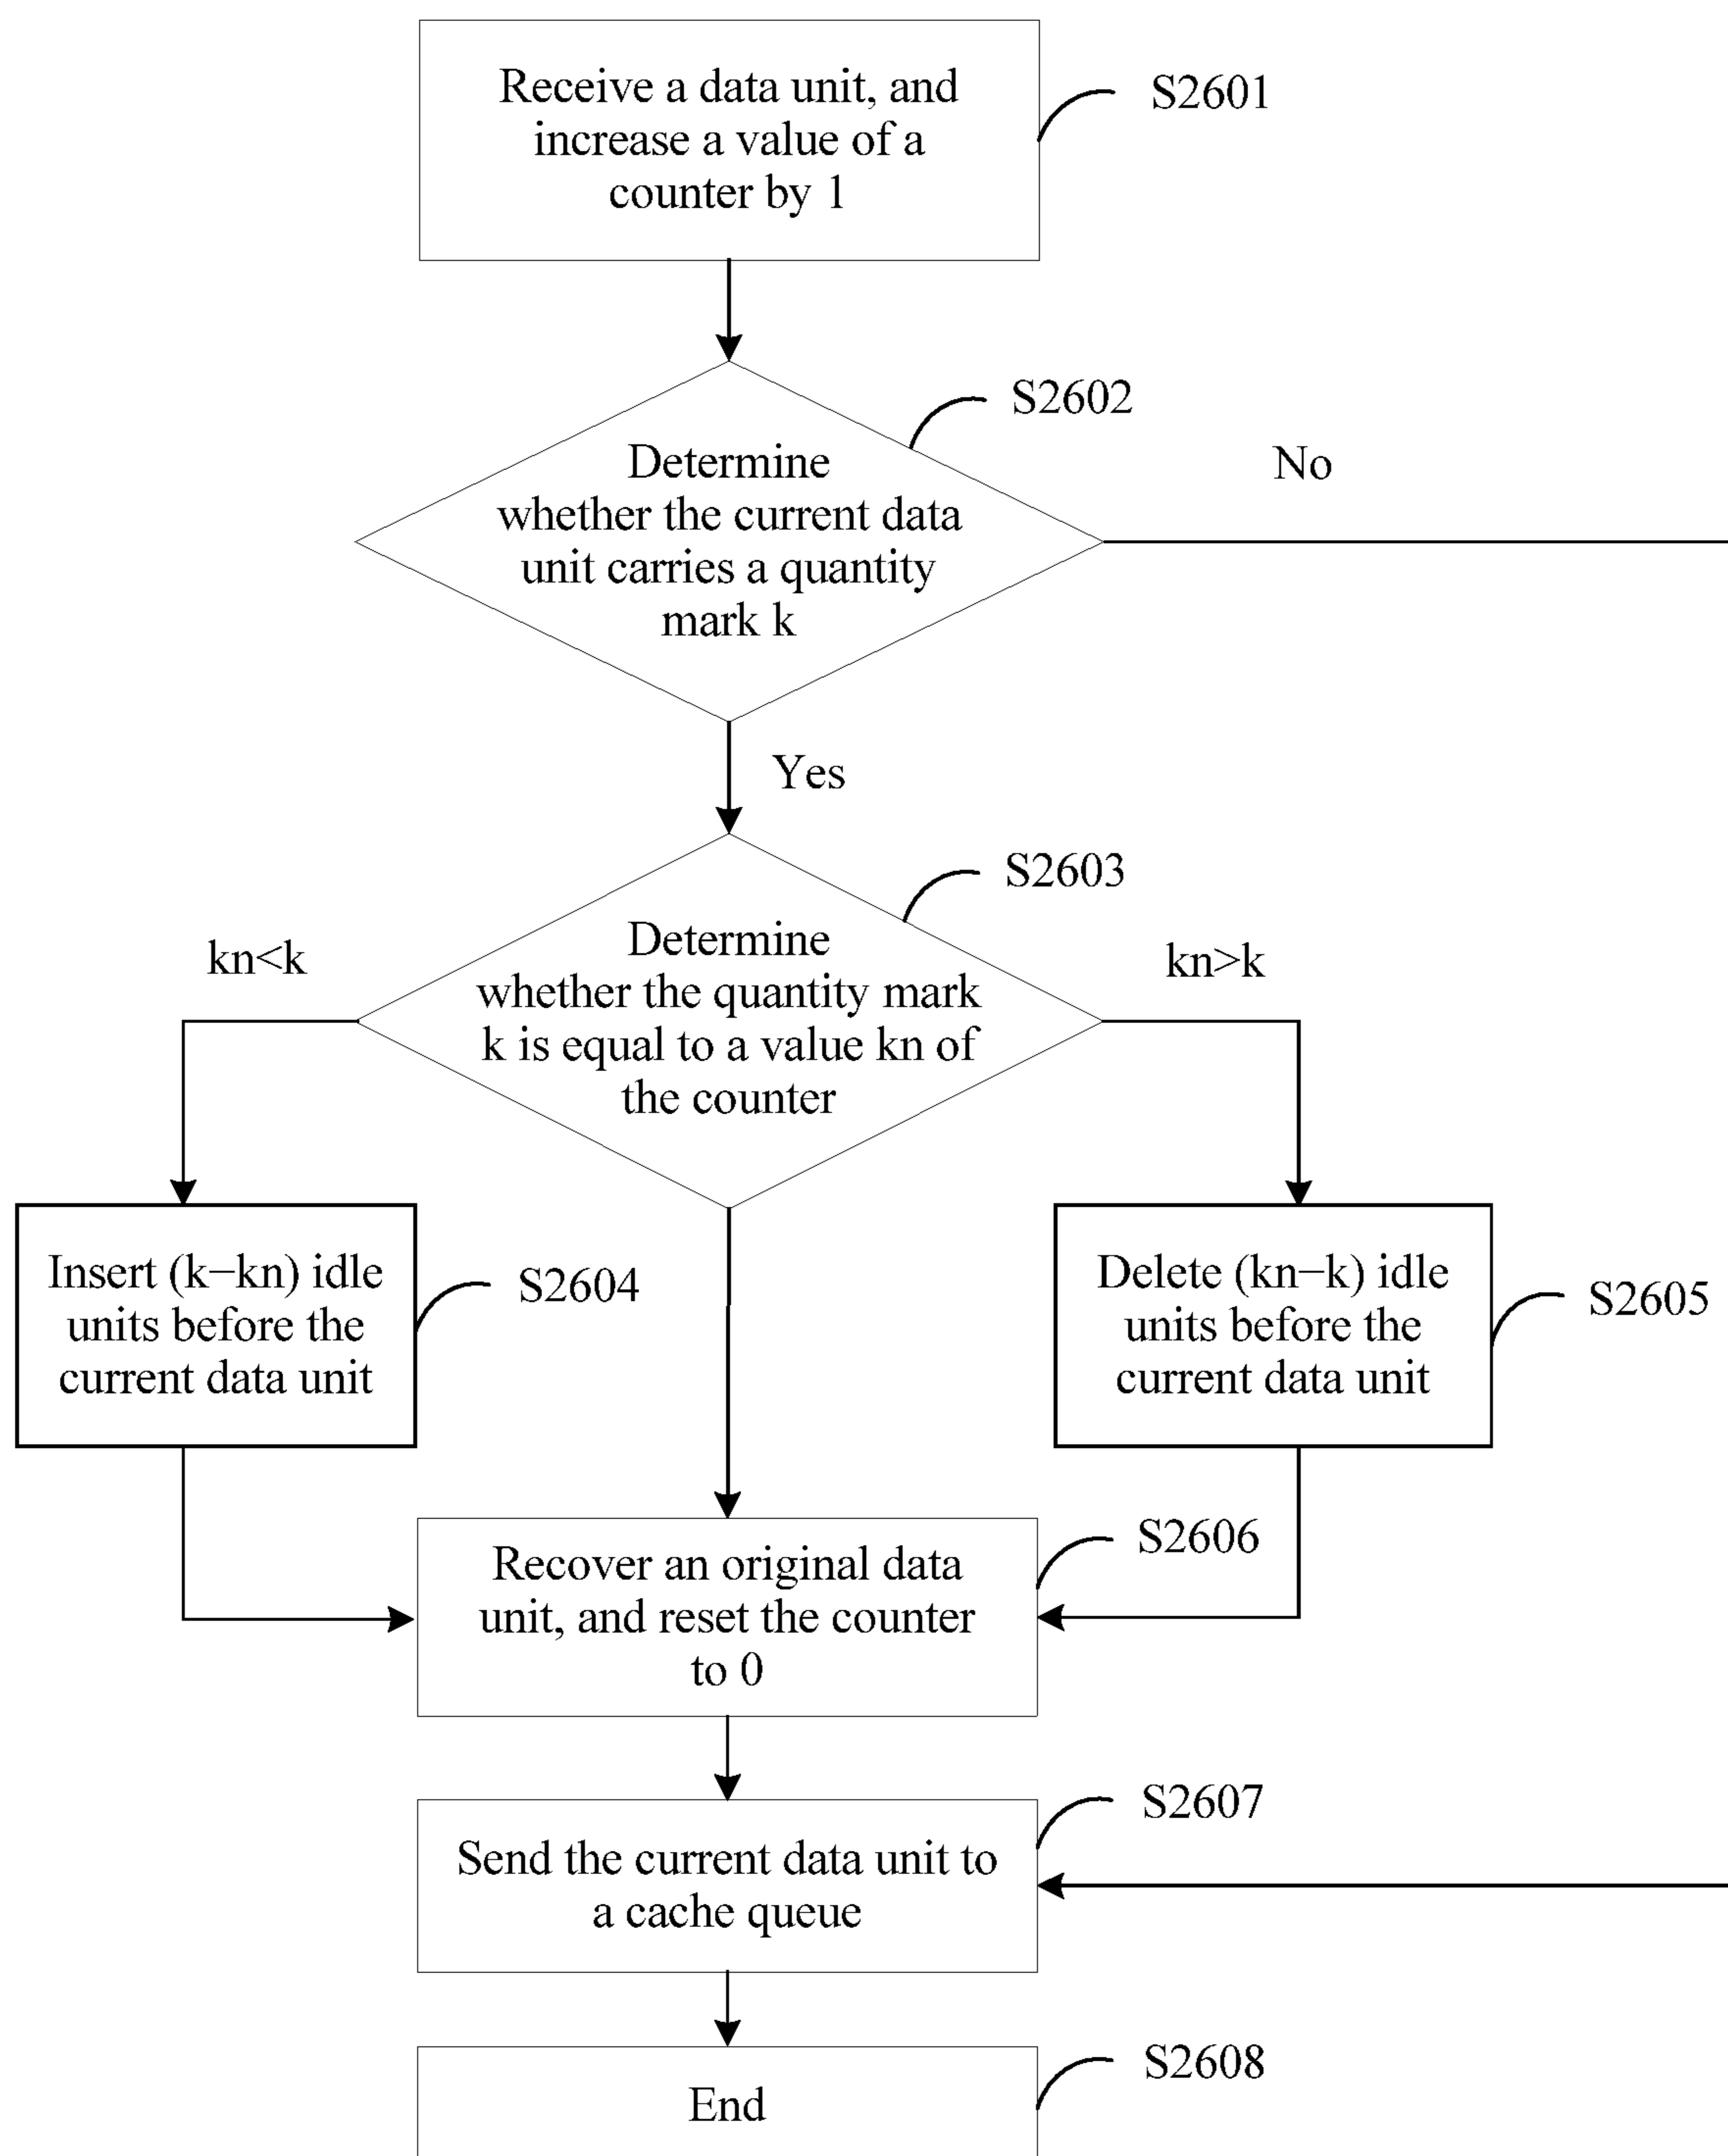 Receive a data unit, and
increase a value of a
counter by 1
S2601
S2602
Determine
whether the current data
unit carries a quantity
mark k
No
Yes
S2603
Determine
whether the quantity mark
k is equal to a value kn of
the counter
kn<k
kn>k
Insert (k−kn) idle
units before the
current data unit
S2604
Delete (kn−k) idle
units before the
current data unit
S2605
Recover an original data
unit, and reset the counter
to 0
S2606
Send the current data unit to
a cache queue
S2607
End
S2608